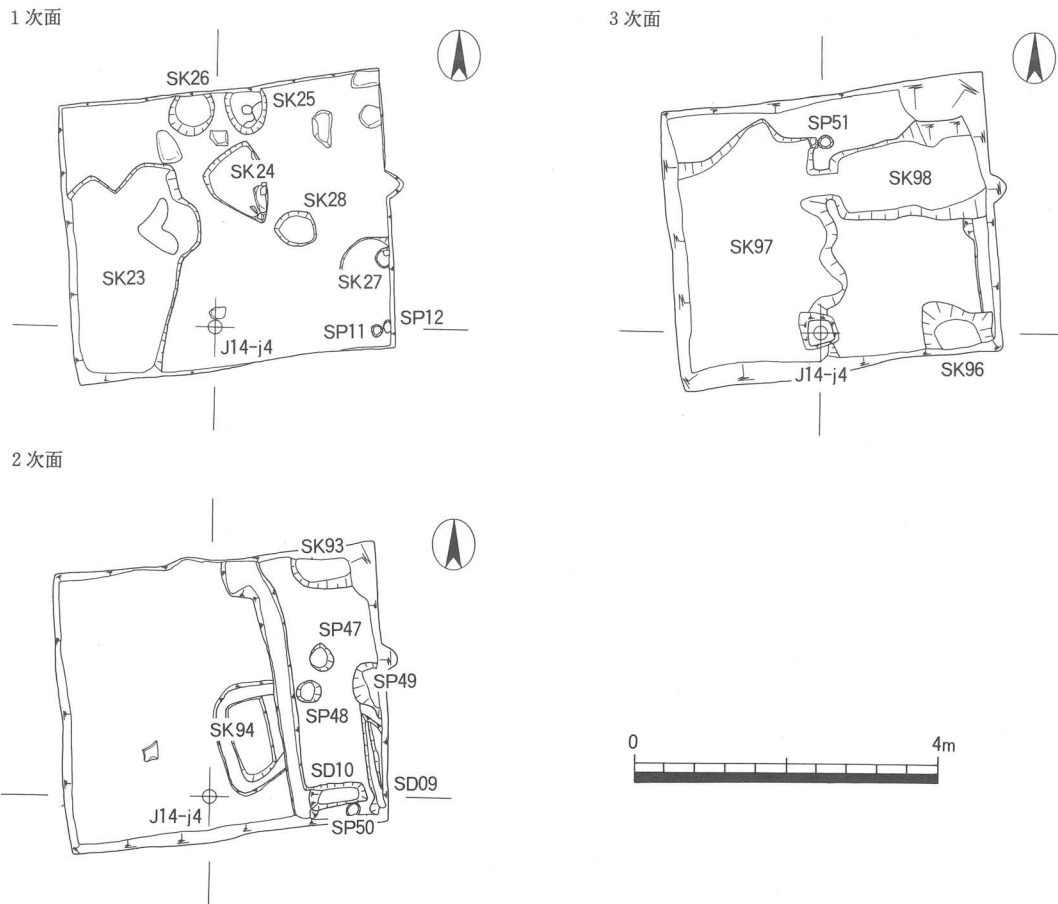 1次面
SK26
SK25
SK24
SK28
SK23
SK27
SP11
SP12
J14-j4
3次面
SP51
SK98
SK97
J14-j4
SK96
2次面
SK93
SP47
SP49
SP48
SK94
SD10
SD09
J14-j4
SP50
0
4m